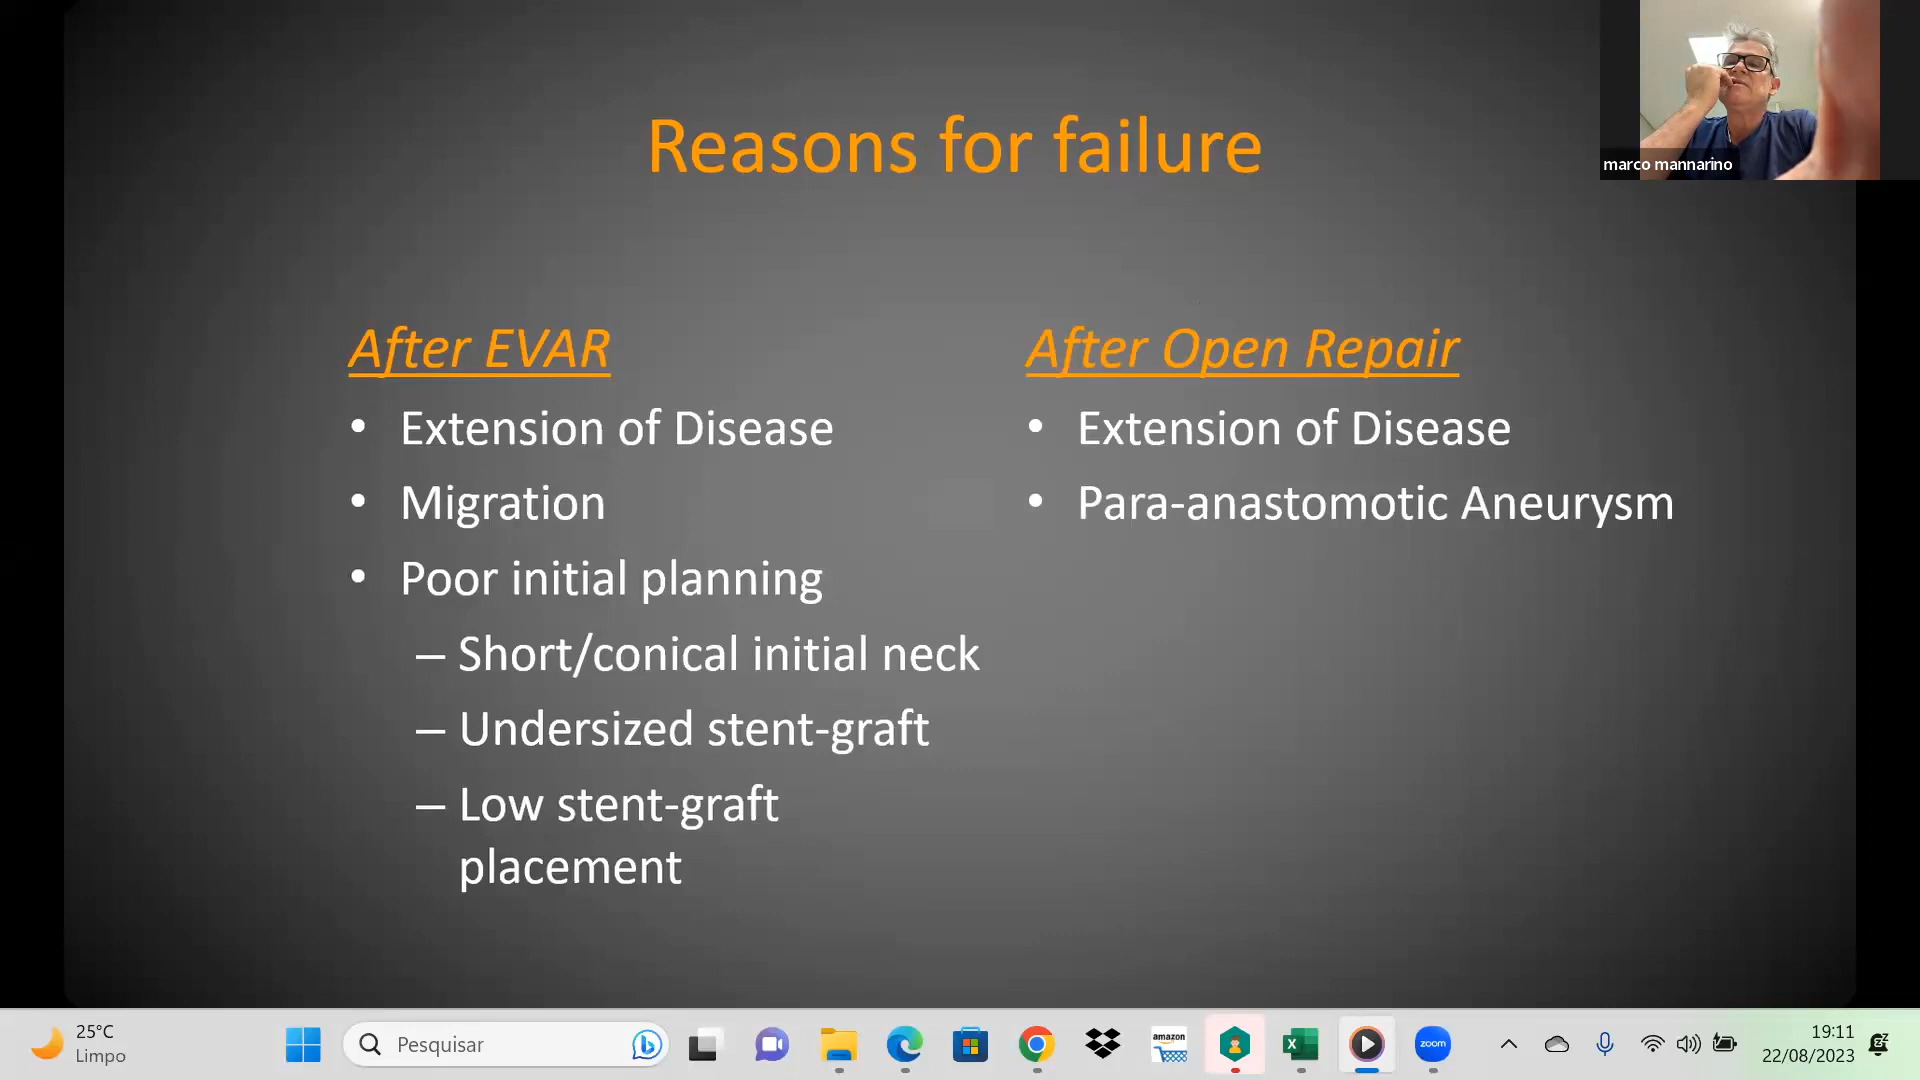 Reasons for failure
marco mannarino
After EVAR
• Extension of Disease
• Migration
• Poor initial planning
– Short/conical initial neck
– Undersized stent-graft
– Low stent-graft
placement
After Open Repair
• Extension of Disease
• Para-anastomotic Aneurysm
25°C
Limpo
Pesquisar
amazon
zoom
19:11
22/08/2023